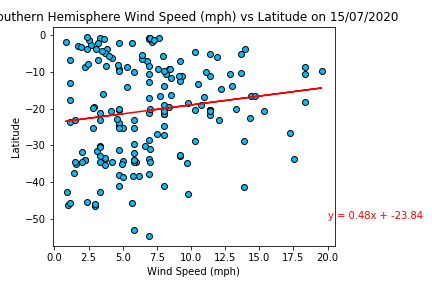 outhern Hemisphere Wind Speed (mph) vs Latitude on 15/07/2020
0
−10
−20
−30
−40
−50
Latitude
y = 0.48x + -23.84
0.0 2.5 5.0 7.5 10.0 12.5 15.0 17.5 20.0
Wind Speed (mph)